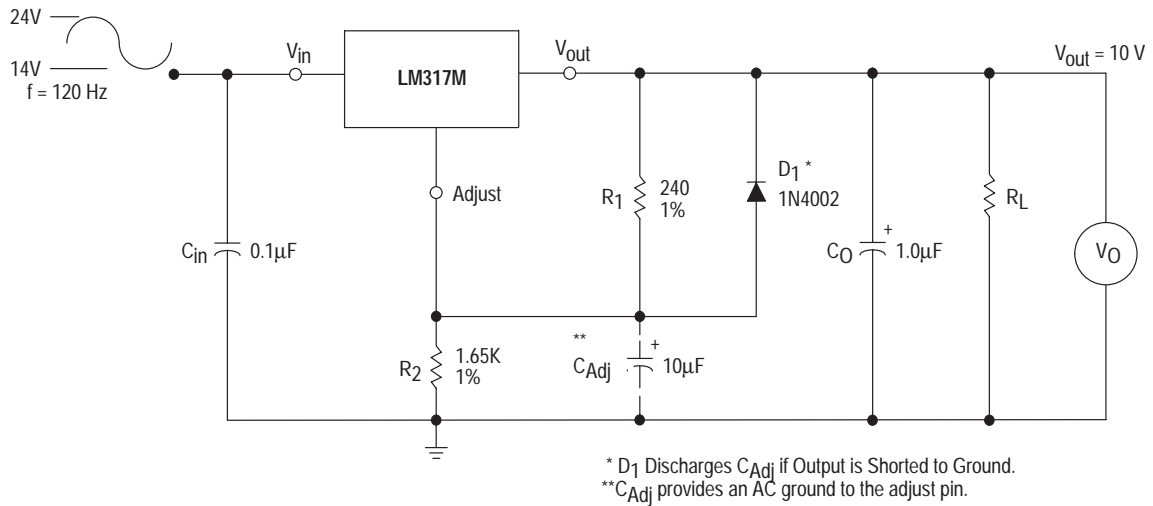 24V
14V
f = 120 Hz
Vin
LM317M
Vout
Vout = 10 V
Adjust
R1
240
1%
D1 *
1N4002
Cin
0.1μF
CO
+
1.0μF
RL
VO
R2
1.65K
1%
**
CAdj
+
10μF
* D1 Discharges CAdj if Output is Shorted to Ground.
**CAdj provides an AC ground to the adjust pin.